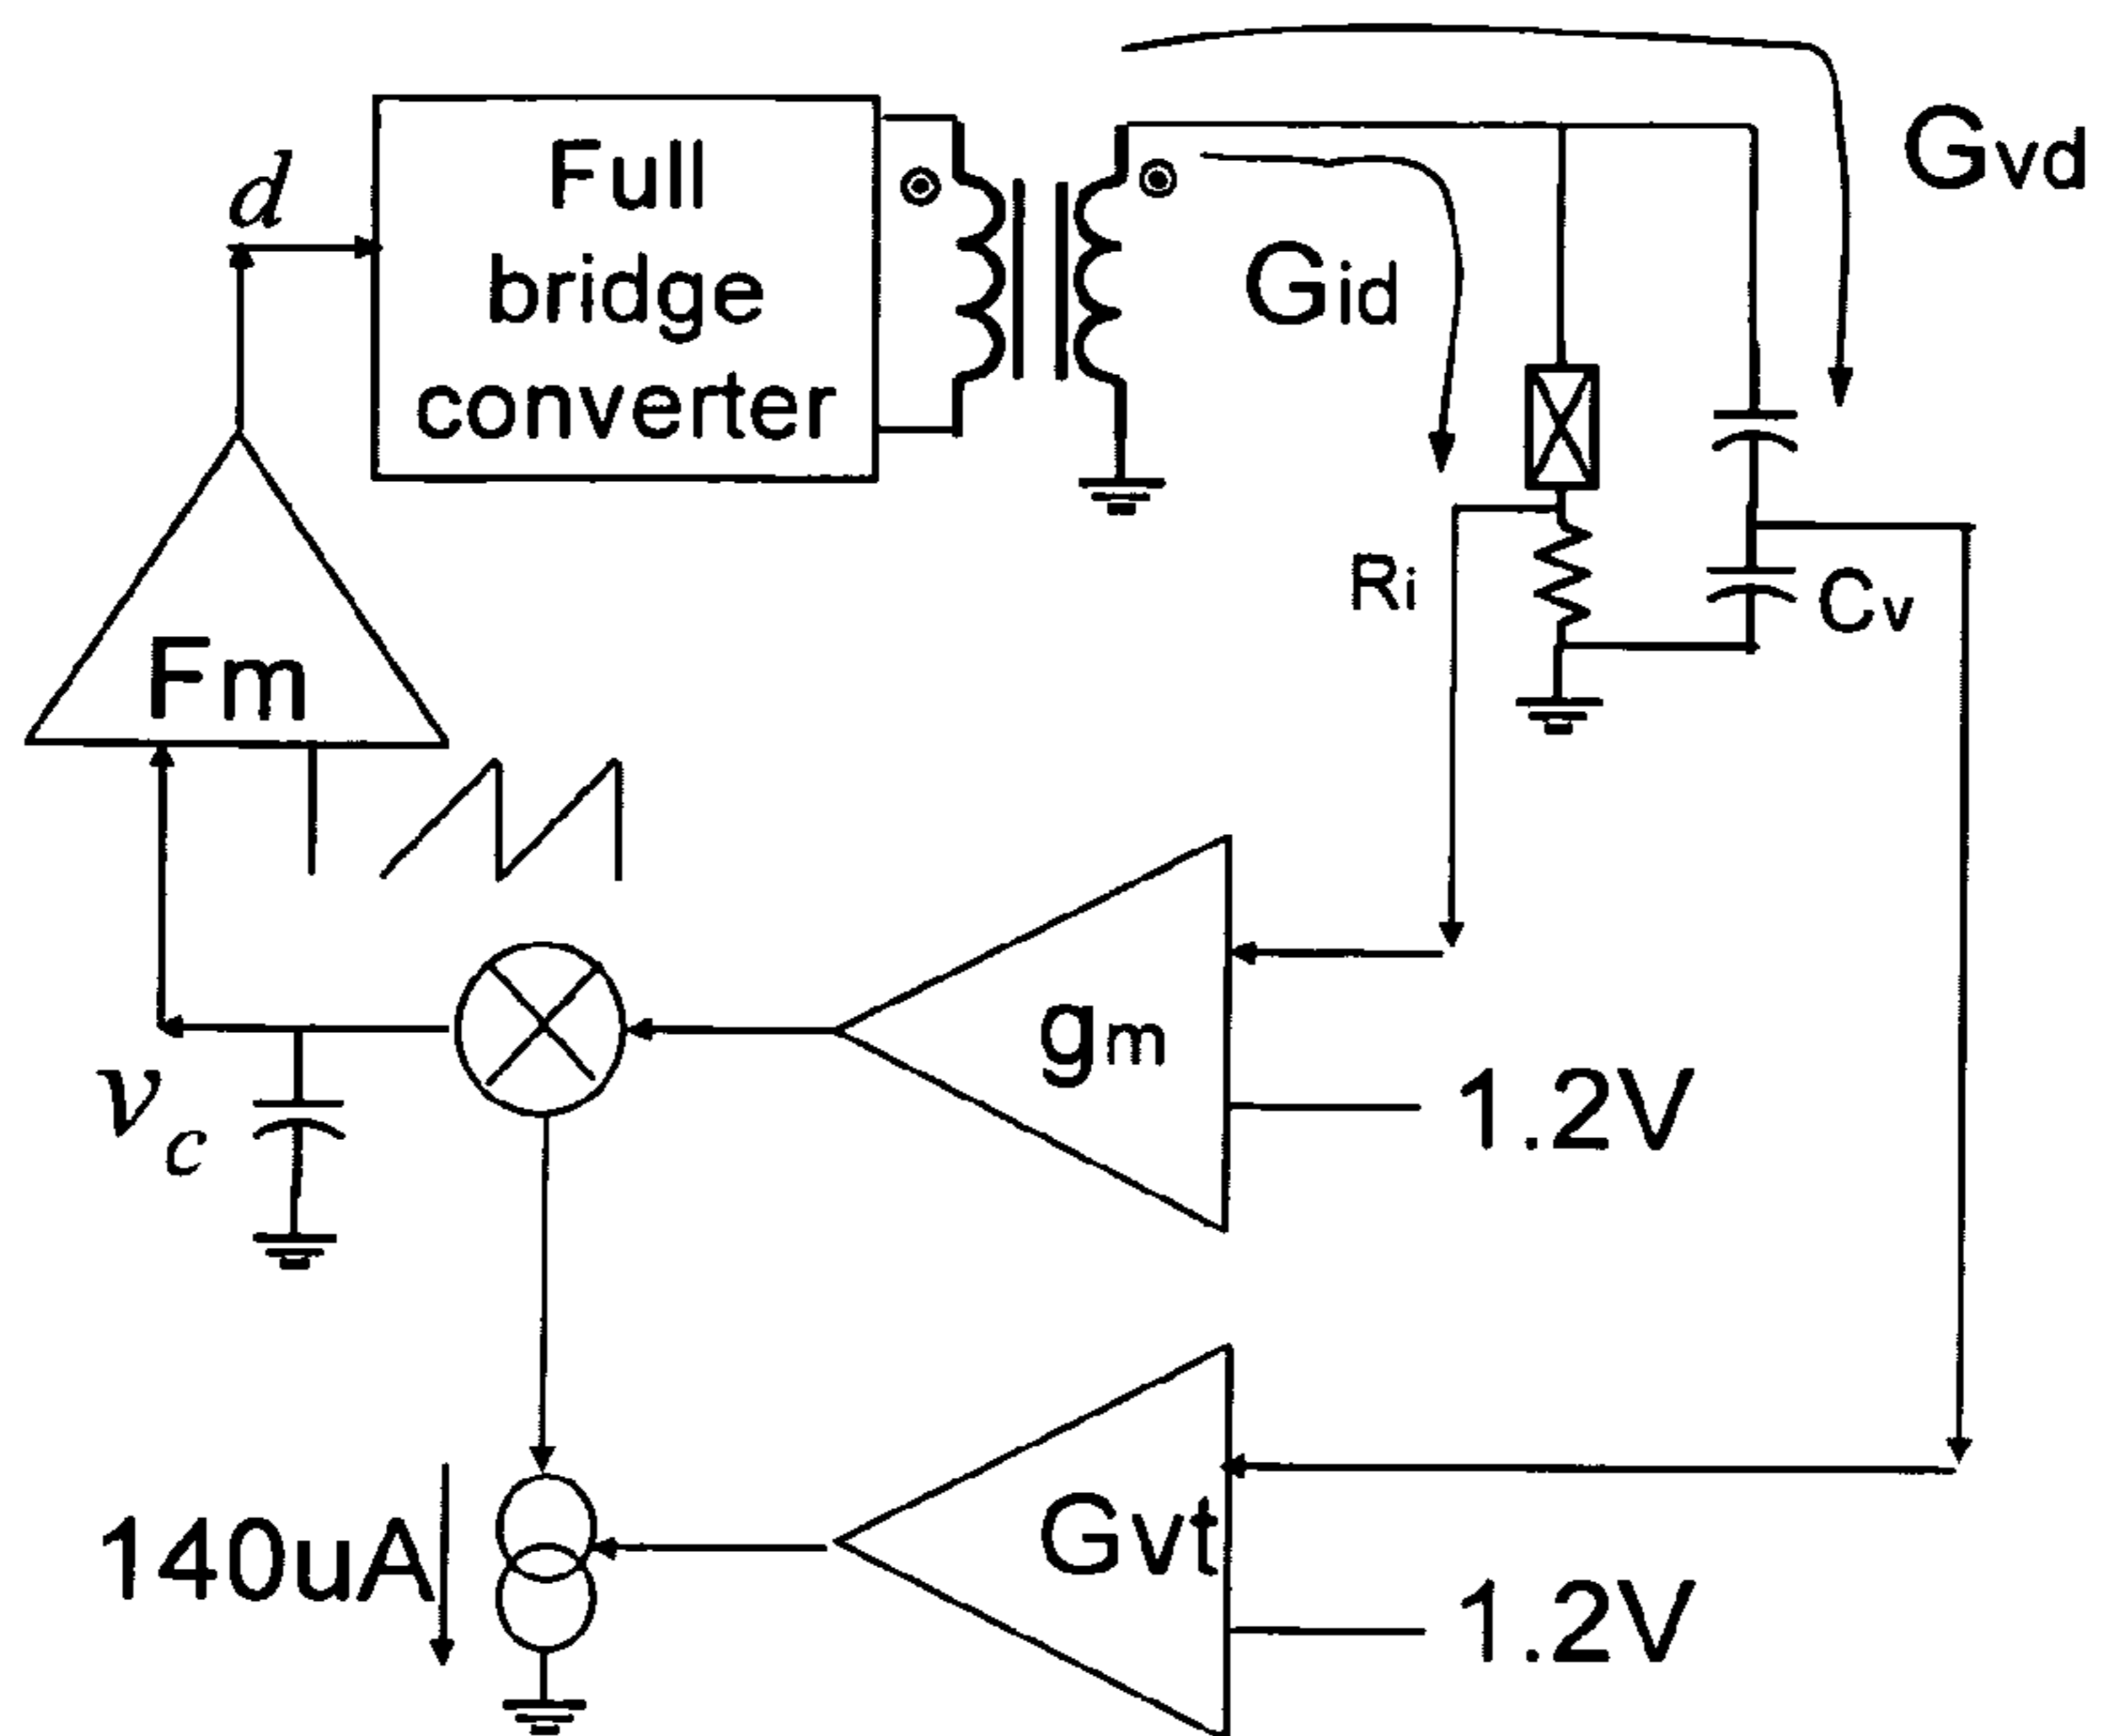 Gvd
d
Full
bridge
converter
Gid
Ri
Cv
Fm
gm
vc
1.2V
Gvt
140uA
1.2V